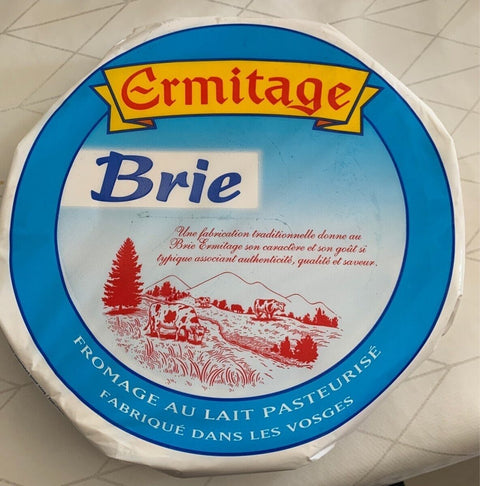 Ermitage
Brie
Une fabrication traditionnelle donne au
Brie Ermitage son caractère et son goût si
typique associant authenticité, qualité et saveur.
FROMAGE AU LAIT PASTEURISÉ
FABRIQUÉ DANS LES VOSGES